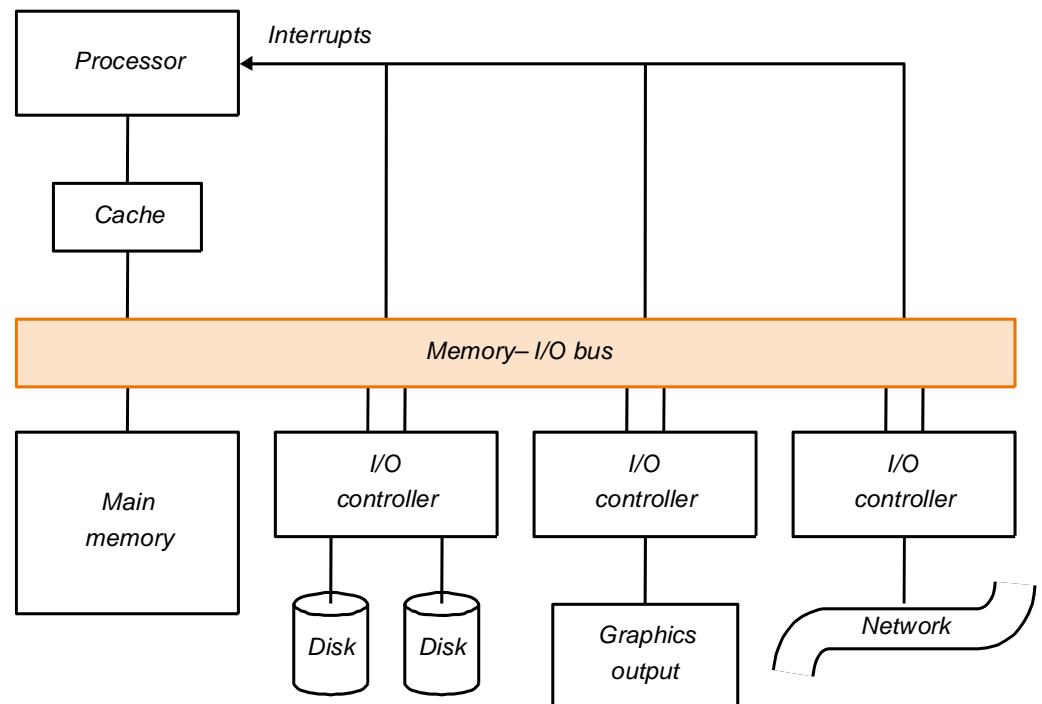 Interrupts
Processor
Cache
Memory– I/O bus
Main
memory
I/O
controller
I/O
controller
I/O
controller
Disk
Disk
Graphics
output
Network